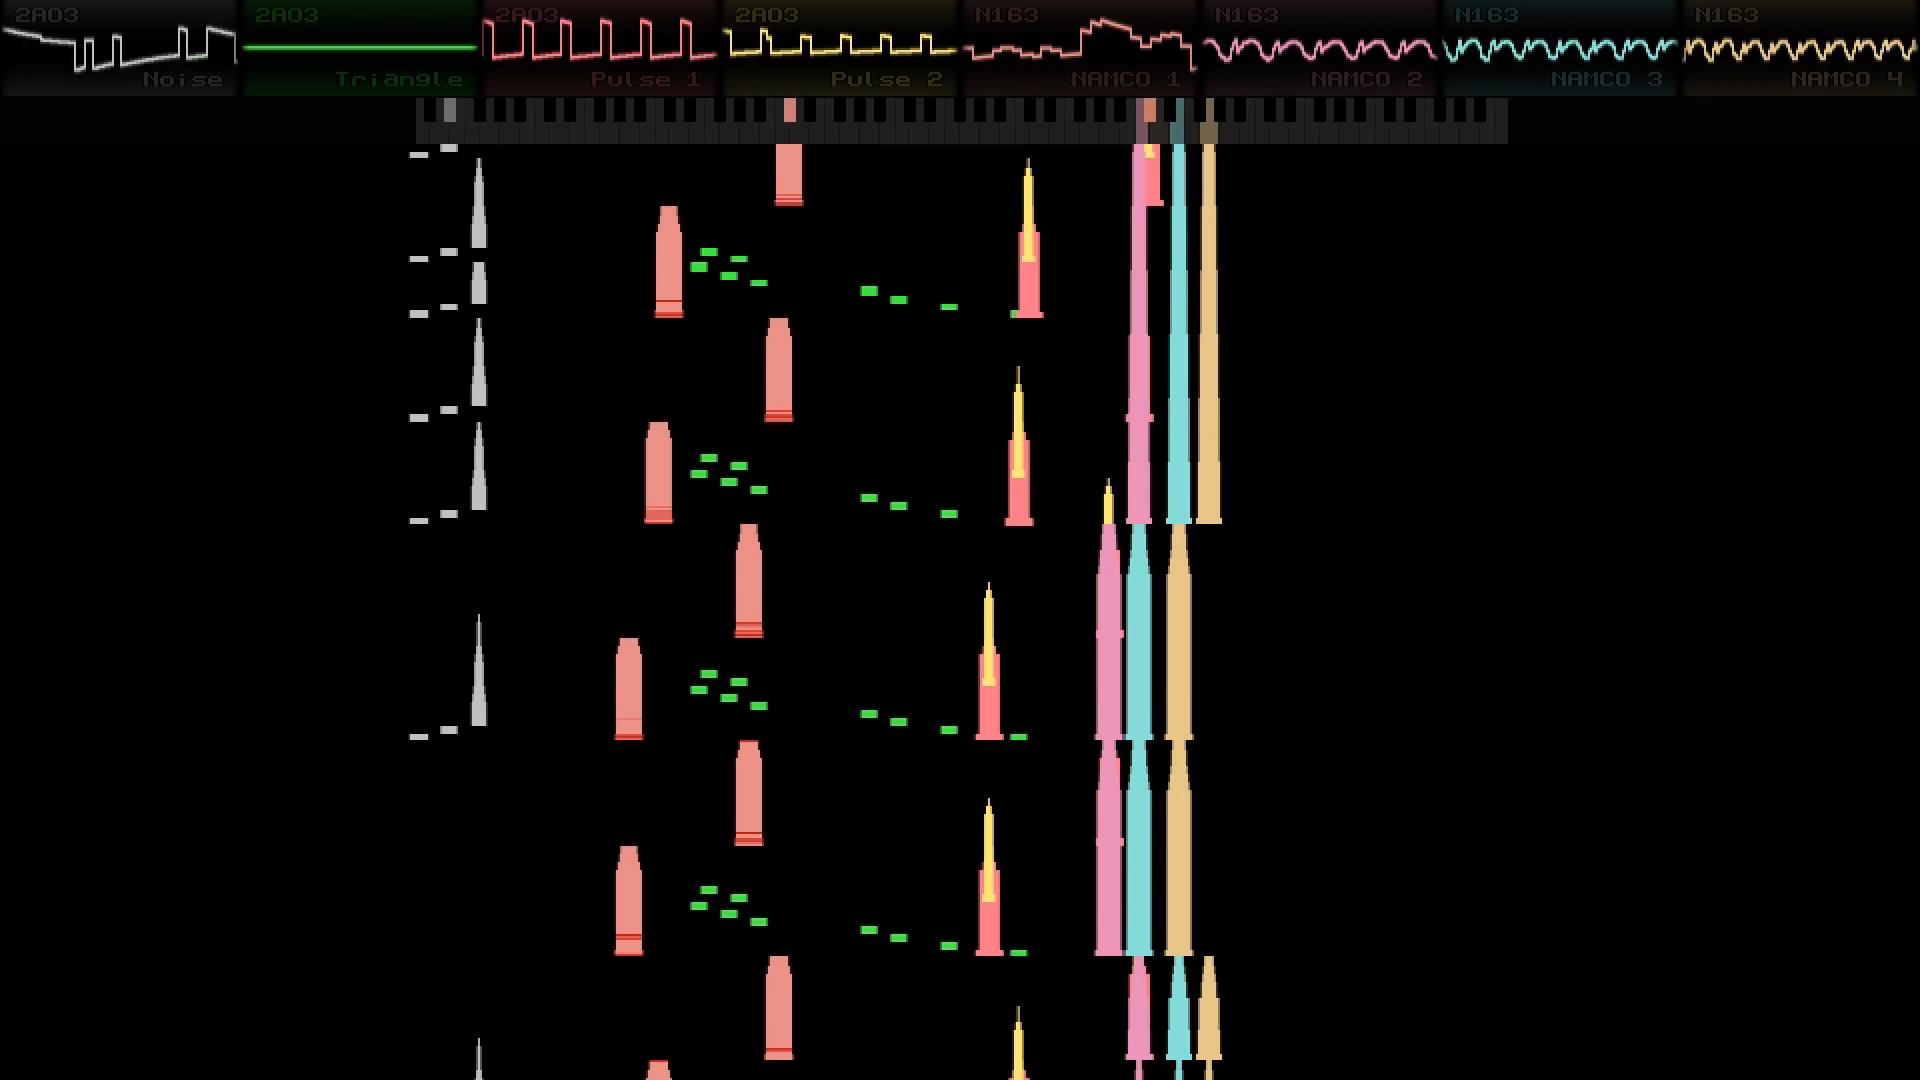 2A03 2A03 2A03 2A03 N163 N163 N163 N163
Noise Triangle Pulse 1 Pulse 2 NAMCO 1 NAMCO 2 NAMCO 3 NAMCO 4